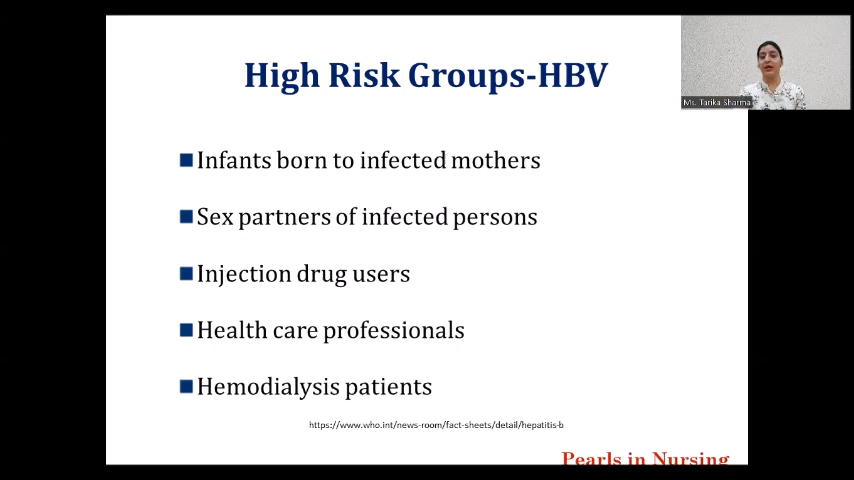 High Risk Groups-HBV
Ms. Tarika Sharma
Infants born to infected mothers
Sex partners of infected persons
Injection drug users
Health care professionals
Hemodialysis patients
https://www.who.int/news-room/fact-sheets/detail/hepatitis-b
Pearls in Nursing